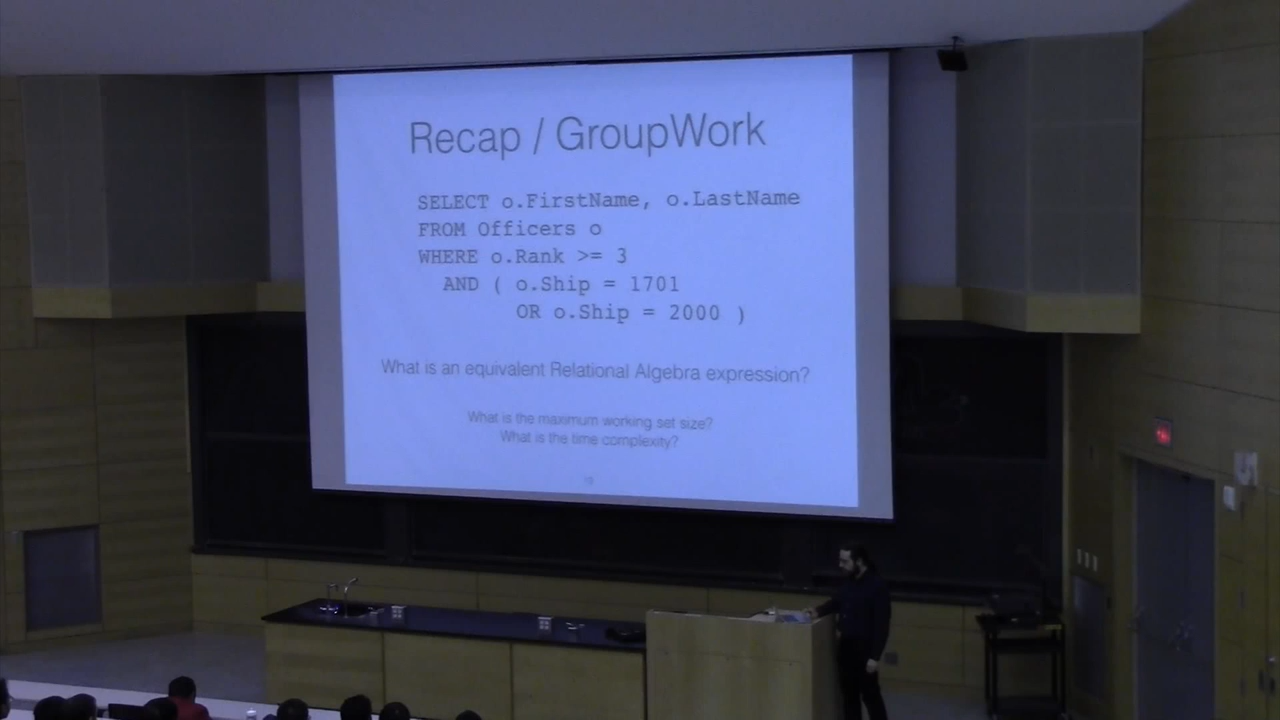 Recap / GroupWork
SELECT o.FirstName, o.LastName
FROM Officers o
WHERE o.Rank >= 3
AND ( o.Ship = 1701
OR o.Ship = 2000 )
What is an equivalent Relational Algebra expression?
What is the maximum working set size?
What is the time complexity?